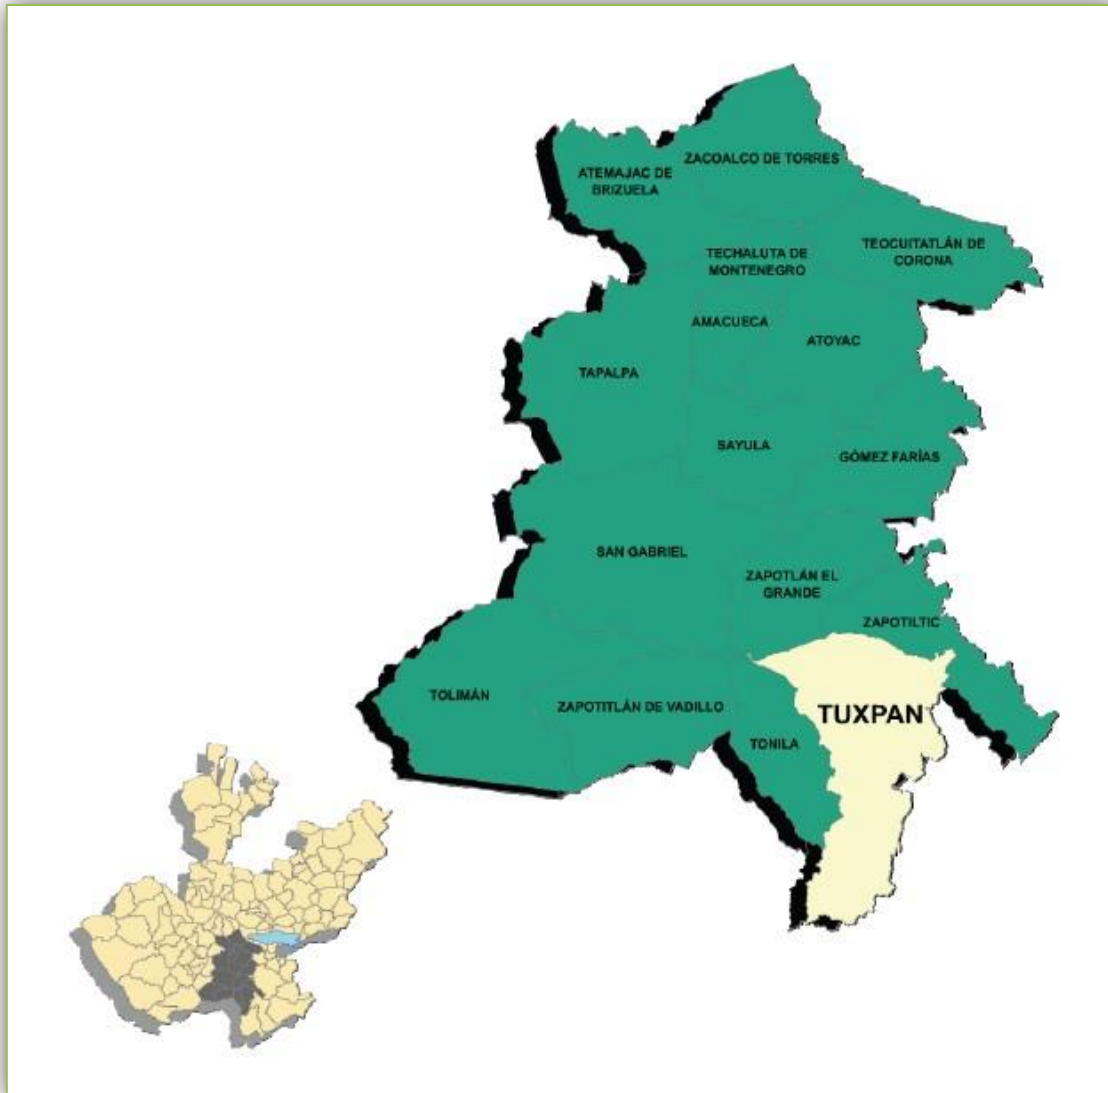 ZACOALCO DE TORRES
ATEMAJAC DE
BRIZUELA
TEOCUITATLÁN DE
CORONA
TECHALUTA DE
MONTENEGRO
AMACUECA
ATOYAC
TAPALPA
SAYULA
GÓMEZ FARÍAS
SAN GABRIEL
ZAPOTLÁN EL
GRANDE
ZAPOTILTIC
TOLIMÁN
ZAPOTITLÁN DE VADILLO
TUXPAN
TONILA